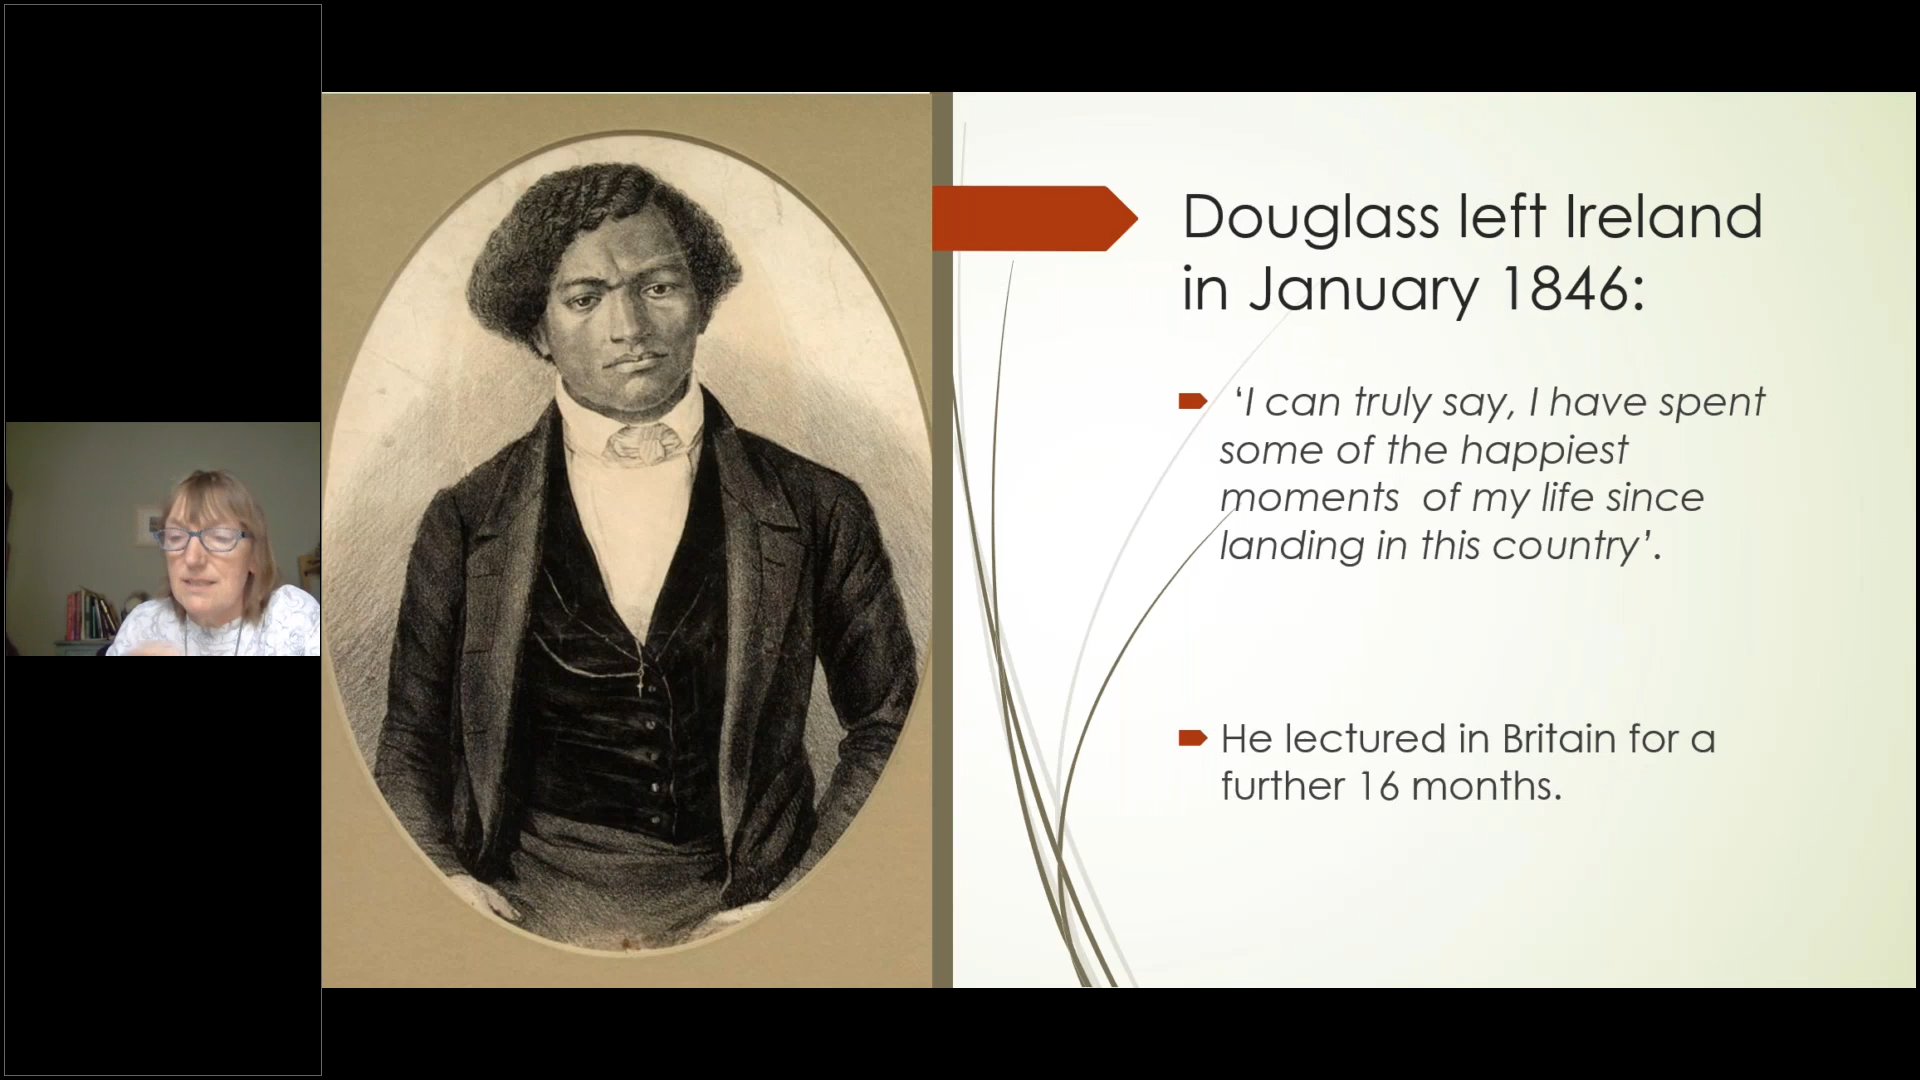 Douglass left Ireland
in January 1846:
‘I can truly say, I have spent
some of the happiest
moments  of my life since
landing in this country’.
He lectured in Britain for a
further 16 months.